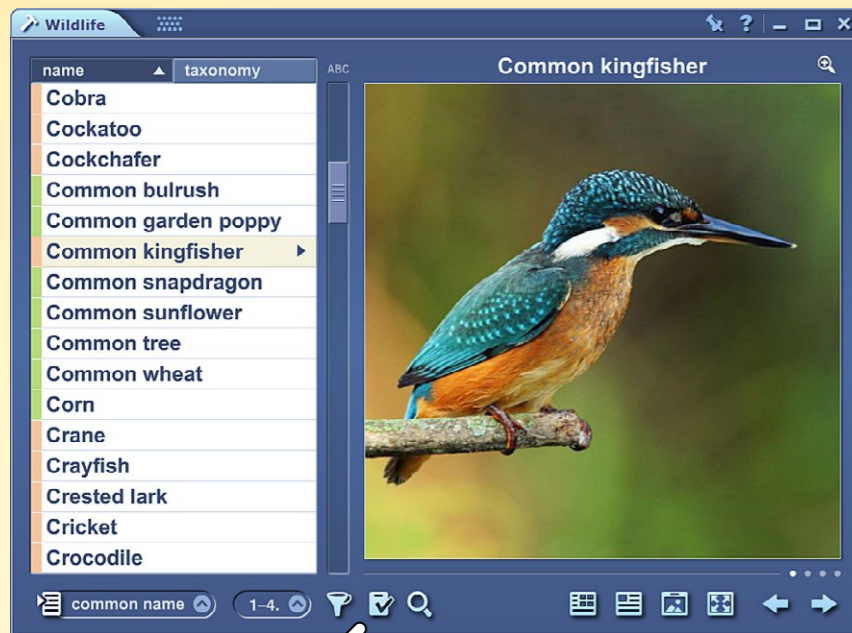 Wildlife
?
name
taxonomy
ABC
Common kingfisher
Cobra
Cockatoo
Cockchafer
Common bulrush
Common garden poppy
Common kingfisher
Common snapdragon
Common sunflower
Common tree
Common wheat
Corn
Crane
Crayfish
Crested lark
Cricket
Crocodile
common name
1–4.